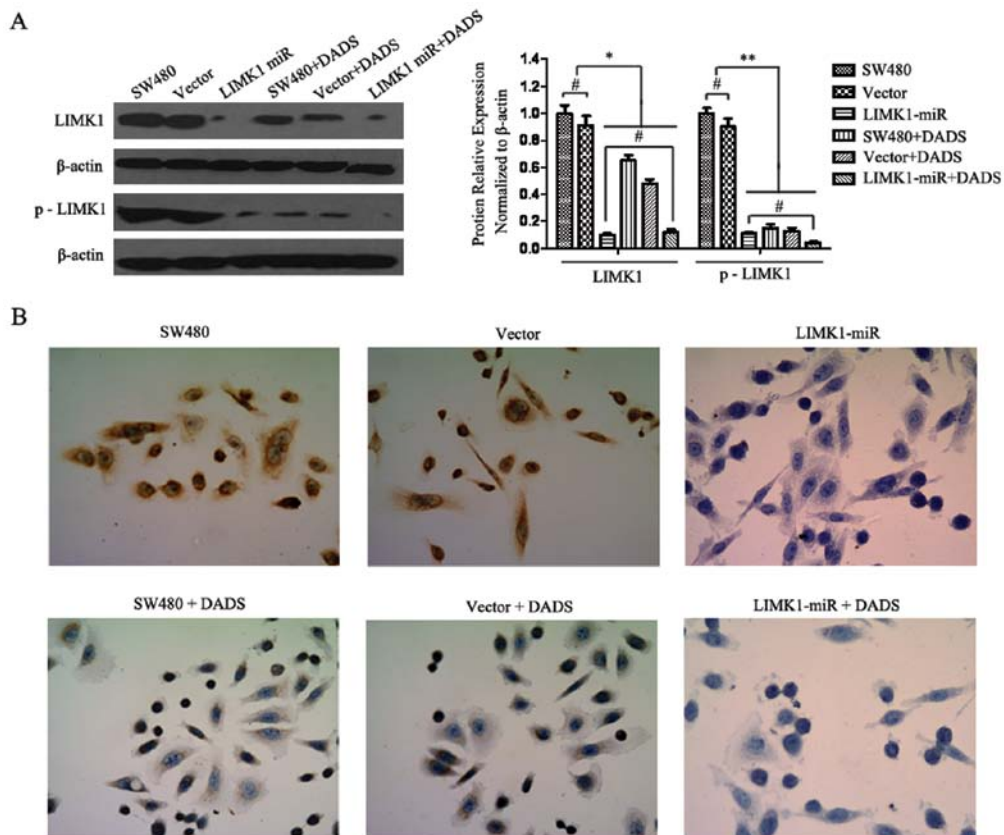 A
SW480
Vector
LIMK1 miR
SW480+DADS
Vector+DADS
LIMK1 miR+DADS
LIMK1
β-actin
p - LIMK1
β-actin
Protien Relative Expression
Normalized to β-actin
1.4
1.2
1.0
0.8
0.6
0.4
0.2
0.0
# * # # ** #
LIMK1 p - LIMK1
SW480
Vector
LIMK1-miR
SW480+DADS
Vector+DADS
LIMK1-miR+DADS
B
SW480 Vector LIMK1-miR
SW480 + DADS Vector + DADS LIMK1-miR + DADS